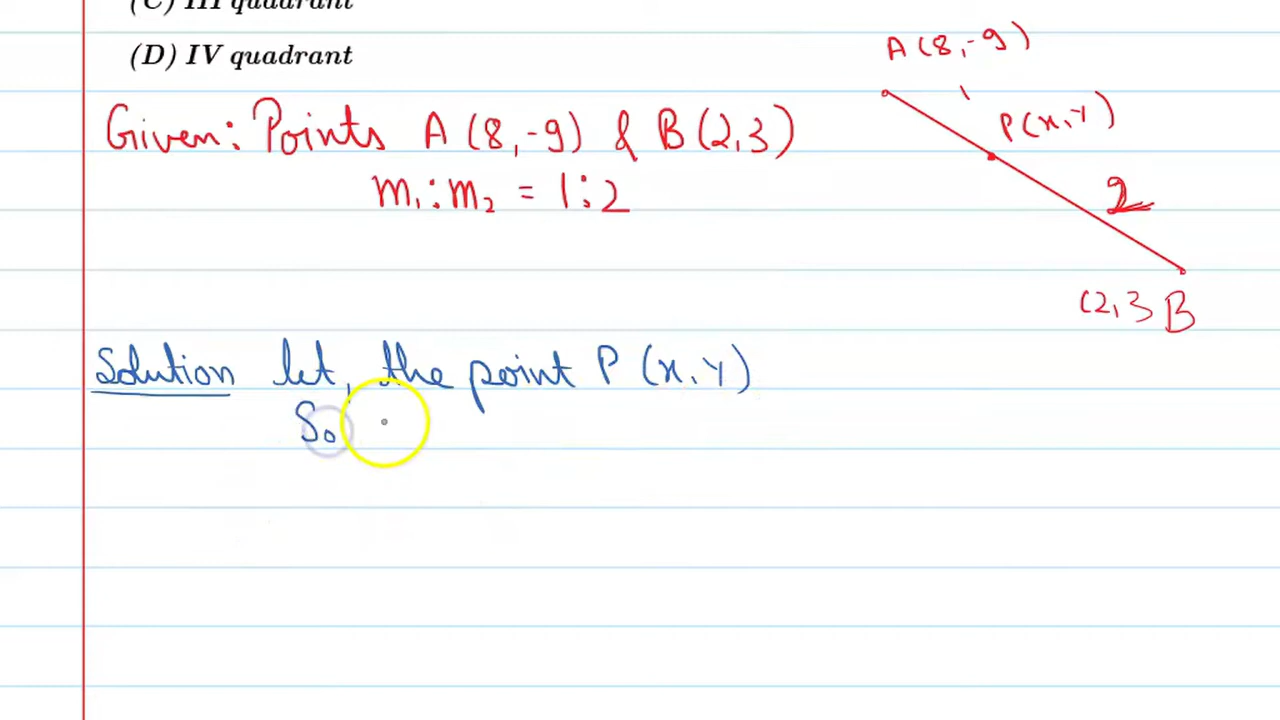 (C) III quadrant
(D) IV quadrant
A (8,-9)
1
P(x,y)
2
(2,3 B
Given: Points A (8,-9) & B (2,3)
m₁:m₂ = 1:2
Solution let, the point P (x,y)
So